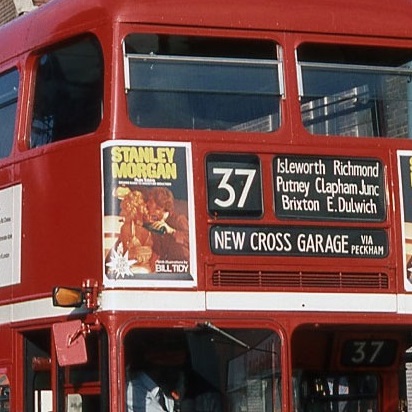 STANLEY
MORGAN
BILL TIDY
37
Isleworth Richmond
Putney Clapham Junc
Brixton E. Dulwich
NEW CROSS GARAGE VIA
PECKHAM
37